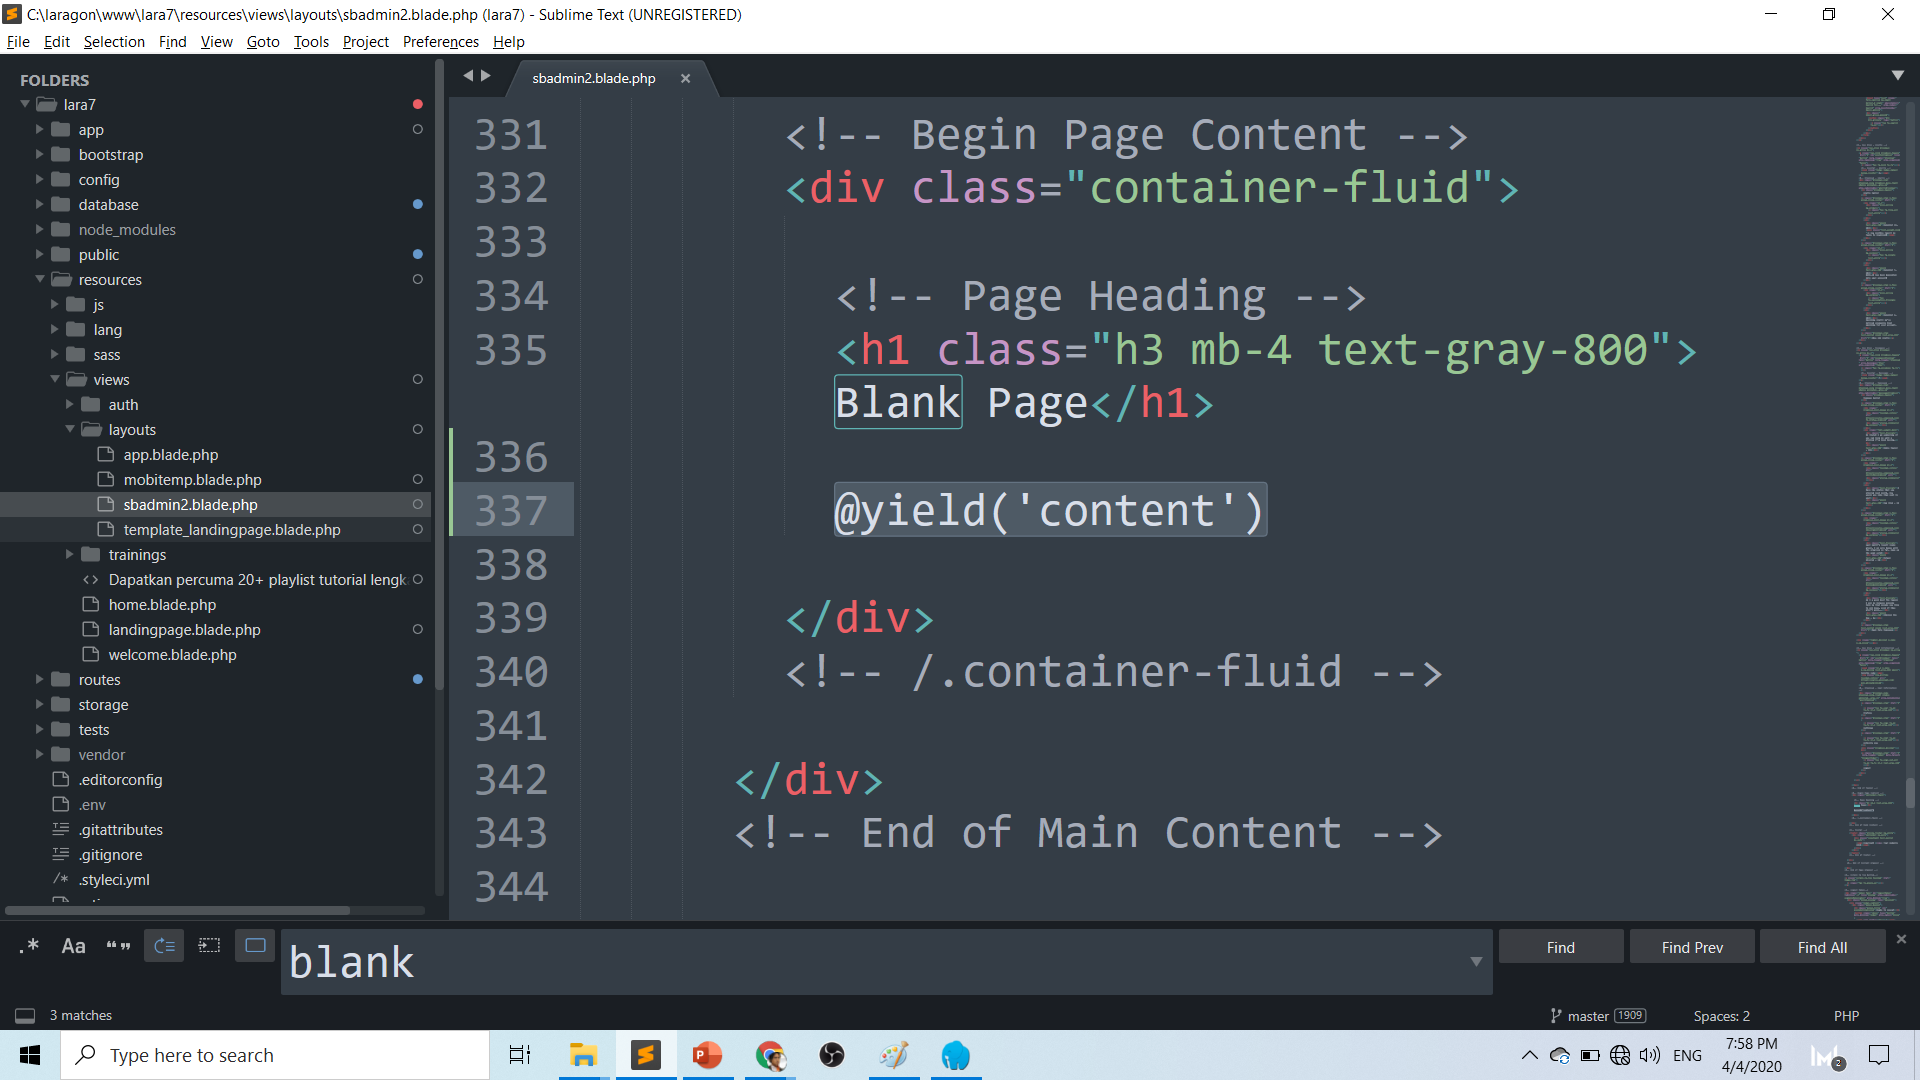 C:\laragon\www\lara7\resources\views\layouts\sbadmin2.blade.php (lara7) - Sublime Text (UNREGISTERED)
File Edit Selection Find View Goto Tools Project Preferences Help
FOLDERS
lara7
app
bootstrap
config
database
node_modules
public
resources
js
lang
sass
views
auth
layouts
app.blade.php
mobitemp.blade.php
sbadmin2.blade.php
template_landingpage.blade.php
trainings
<> Dapatkan percuma 20+ playlist tutorial lengk
home.blade.php
landingpage.blade.php
welcome.blade.php
routes
storage
tests
vendor
.editorconfig
.env
.gitattributes
.gitignore
/* .styleci.yml
sbadmin2.blade.php ×
331 <!-- Begin Page Content -->
332 <div class="container-fluid">
333
334 <!-- Page Heading -->
335 <h1 class="h3 mb-4 text-gray-800">
Blank Page</h1>
336
337 @yield('content')
338
339 </div>
340 <!-- /.container-fluid -->
341
342 </div>
343 <!-- End of Main Content -->
344
.* Aa “” blank Find Find Prev Find All ×
3 matches master 1909 Spaces: 2 PHP
Type here to search
ENG
7:58 PM
4/4/2020
2